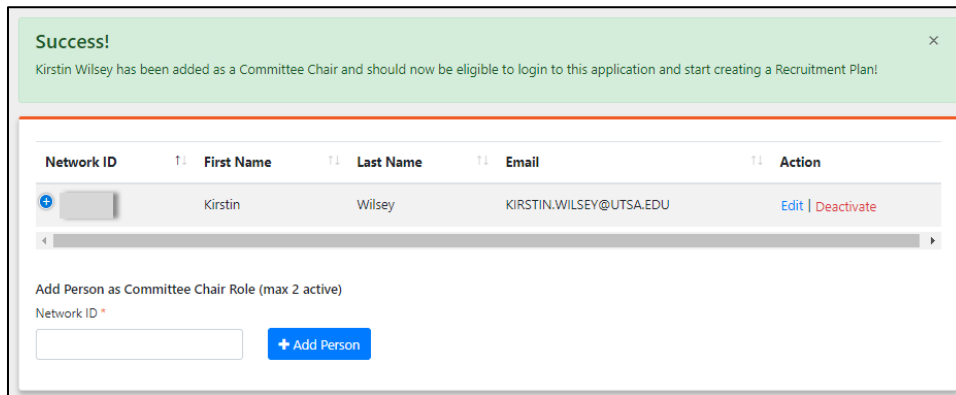 Success!
×
Kirstin Wilsey has been added as a Committee Chair and should now be eligible to login to this application and start creating a Recruitment Plan!
Network ID ↑↓ First Name ↑↓ Last Name ↑↓ Email ↑↓ Action
Kirstin Wilsey KIRSTIN.WILSEY@UTSA.EDU Edit | Deactivate
Add Person as Committee Chair Role (max 2 active)
Network ID *
+ Add Person